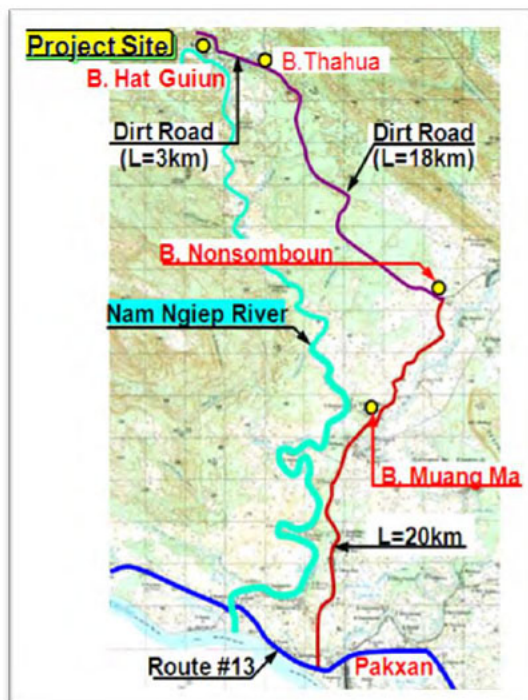 Project Site
B. Hat Guiun
B. Thahua
Dirt Road
(L=3km)
Dirt Road
(L=18km)
B. Nonsomboun
Nam Ngiep River
B. Muang Ma
L=20km
Route #13
Pakxan